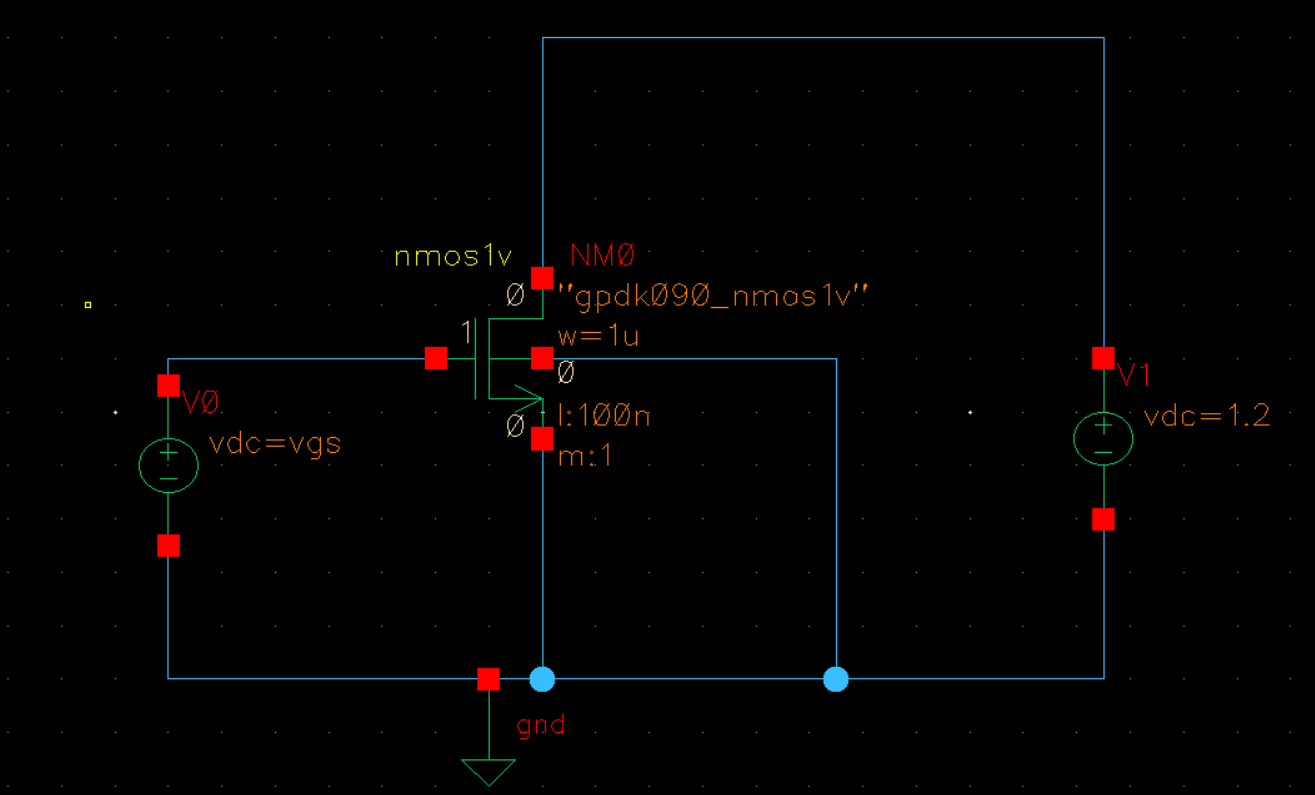 nmos1v
NM0
0
"gpdk090_nmos1v"
1
w=1u
0
V1
V0
l:100n
vdc=1.2
0
vdc=vgs
m:1
gnd